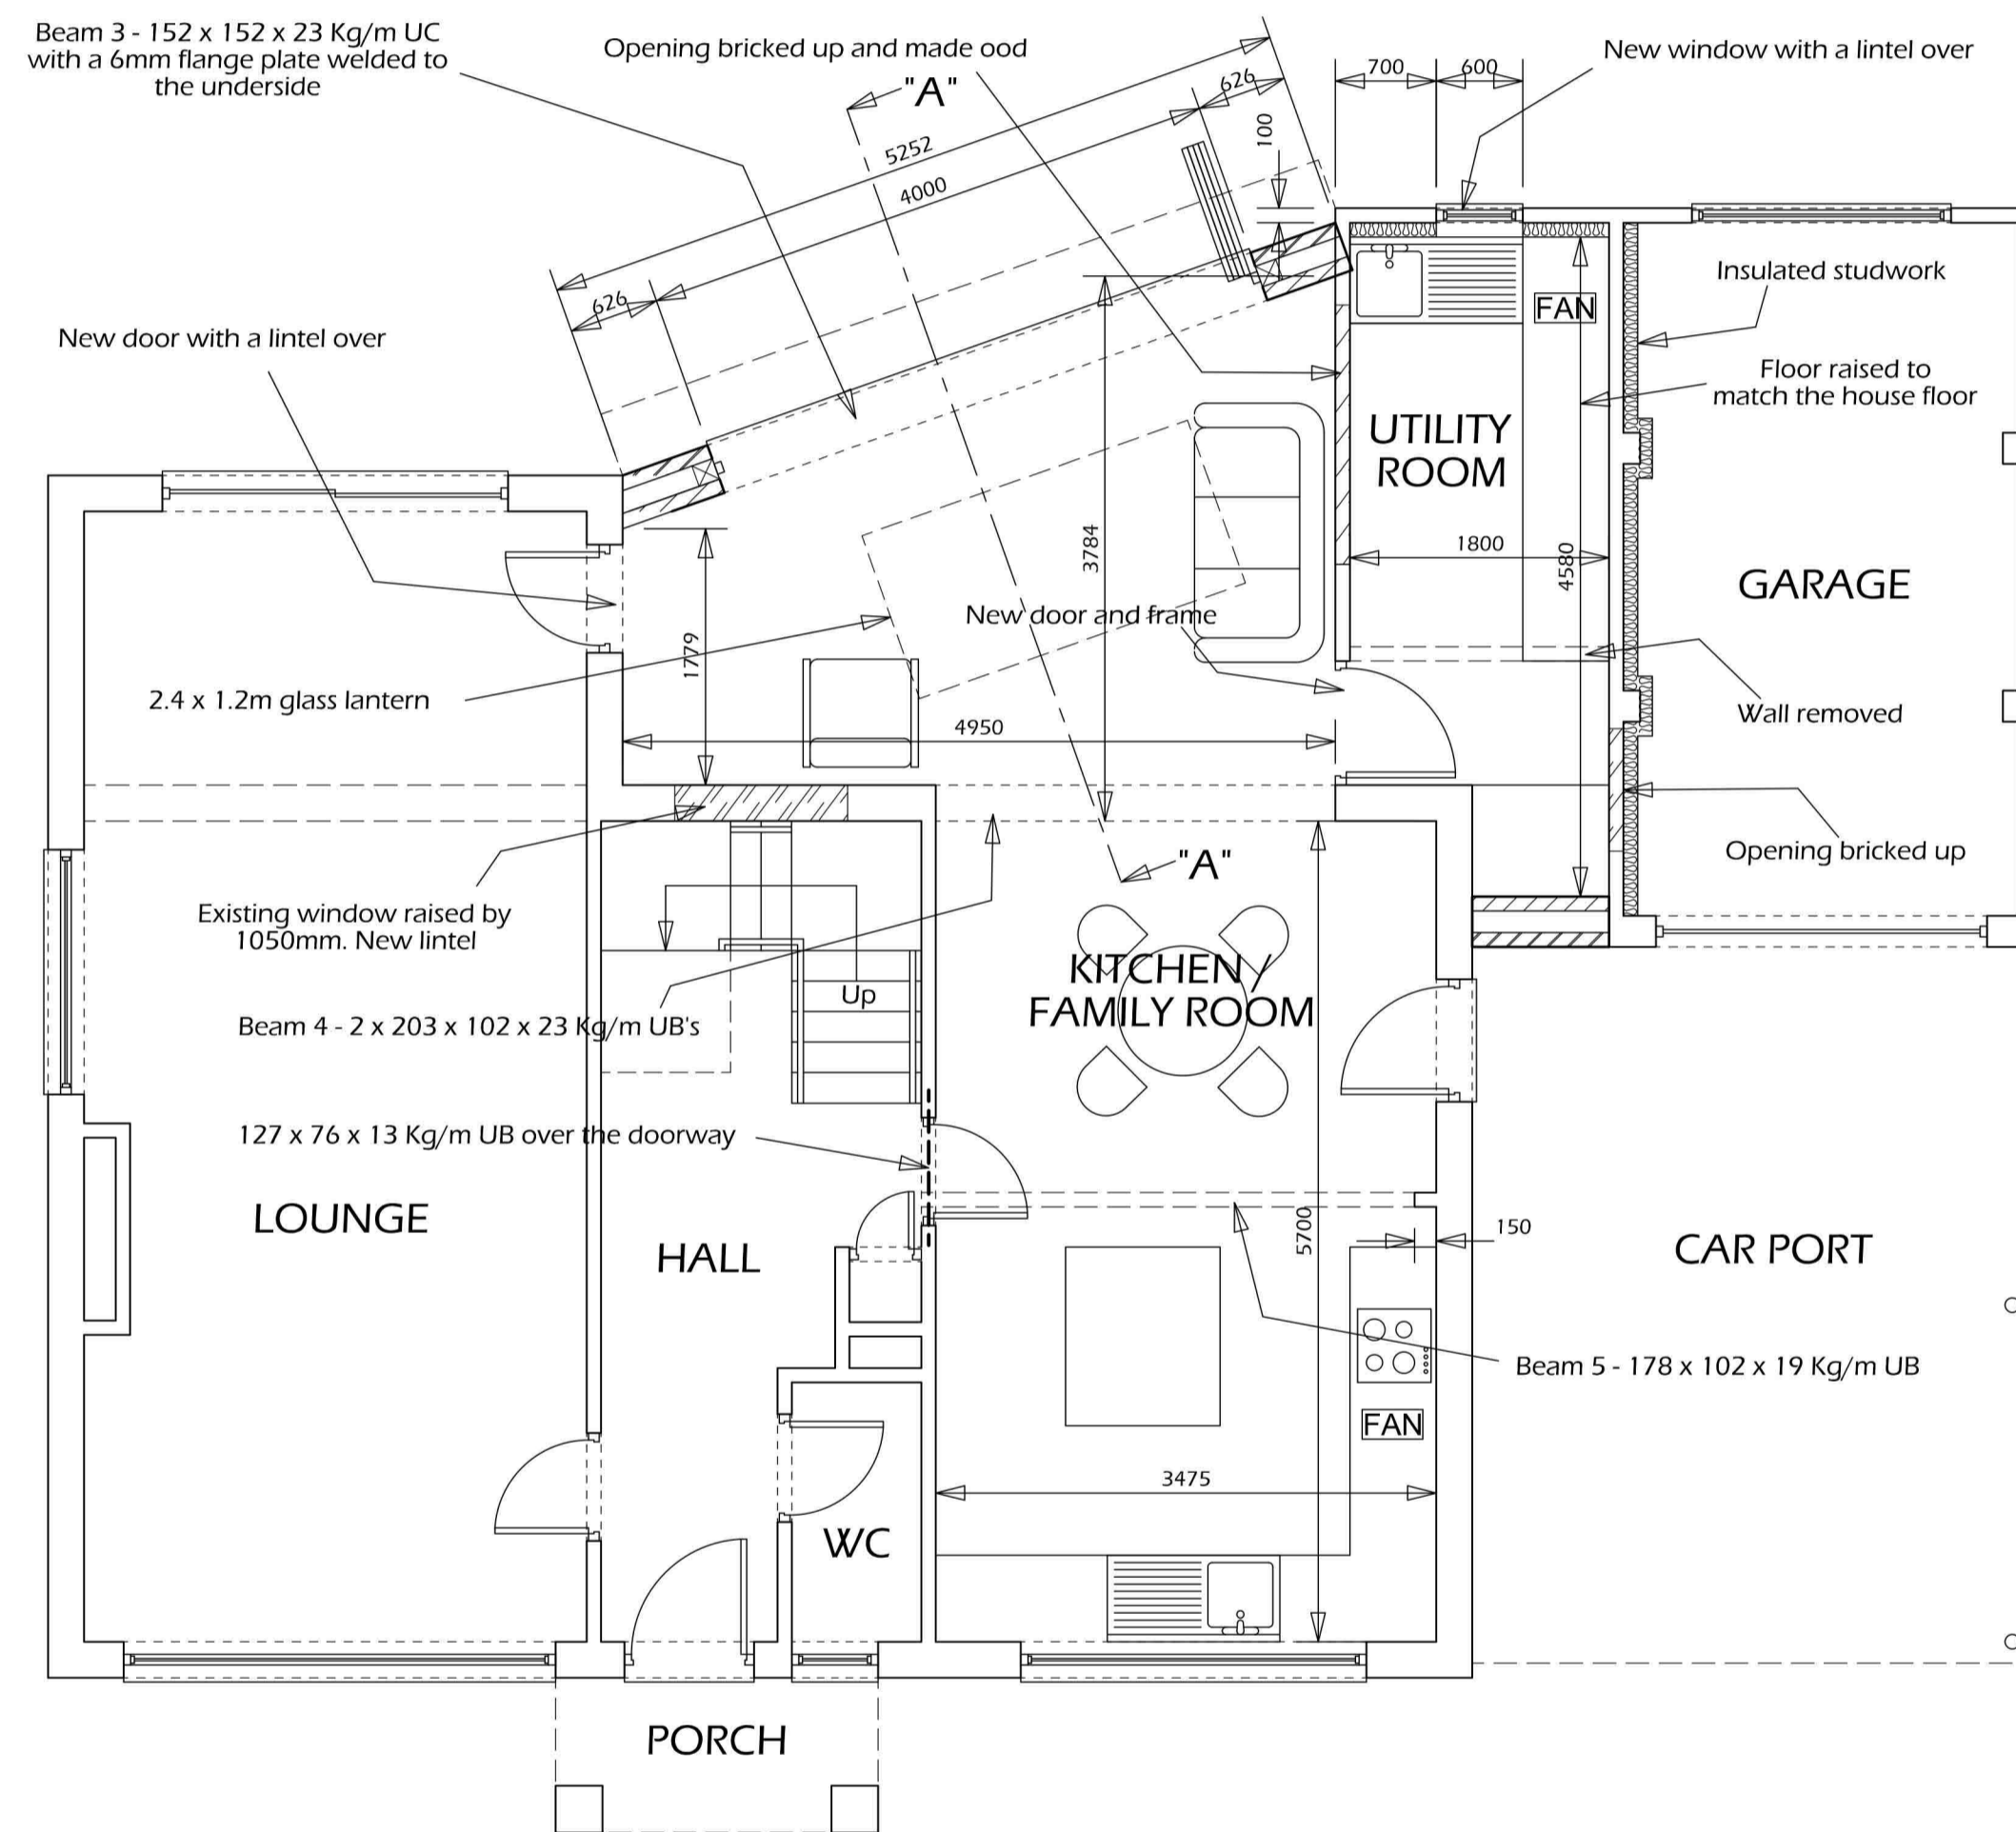 Beam 3 - 152 x 152 x 23 Kg/m UC
with a 6mm flange plate welded to
the underside
Opening bricked up and made ood
"A"
5252
4000
626
626
100
700
600
New window with a lintel over
New door with a lintel over
Insulated studwork
FAN
Floor raised to
match the house floor
UTILITY
ROOM
1800
4580
GARAGE
3784
New door and frame
1779
2.4 x 1.2m glass lantern
4950
Wall removed
Opening bricked up
"A"
Existing window raised by
1050mm. New lintel
Up
KITCHEN /
FAMILY ROOM
Beam 4 - 2 x 203 x 102 x 23 Kg/m UB's
127 x 76 x 13 Kg/m UB over the doorway
LOUNGE
HALL
5700
150
CAR PORT
Beam 5 - 178 x 102 x 19 Kg/m UB
FAN
3475
WC
PORCH